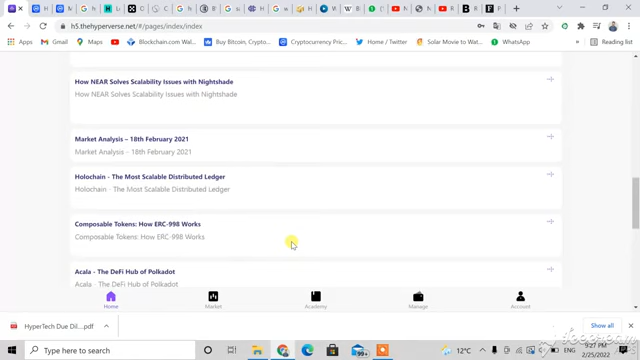 h5.thehyperverse.net/#/pages/index/index
Apps
Maps
YouTube
Blockchain.com Wal...
Buy Bitcoin, Crypto...
Cryptocurrency Pric...
Home / Twitter
Solar Movie to Wat...
WhatsApp
Reading list
How NEAR Solves Scalability Issues with Nightshade
How NEAR Solves Scalability Issues with Nightshade
Market Analysis – 18th February 2021
Market Analysis - 18th February 2021
Holochain - The Most Scalable Distributed Ledger
Holochain - The Most Scalable Distributed Ledger
Composable Tokens: How ERC-998 Works
Composable Tokens: How ERC-998 Works
Acala - The DeFi Hub of Polkadot
Acala - The DeFi Hub of Polkadot
Home
Market
Academy
Manage
Account
HyperTech Due Dil....pdf
Show all
Type here to search
99+
12°C
ENG
9:27 PM
2/25/2022